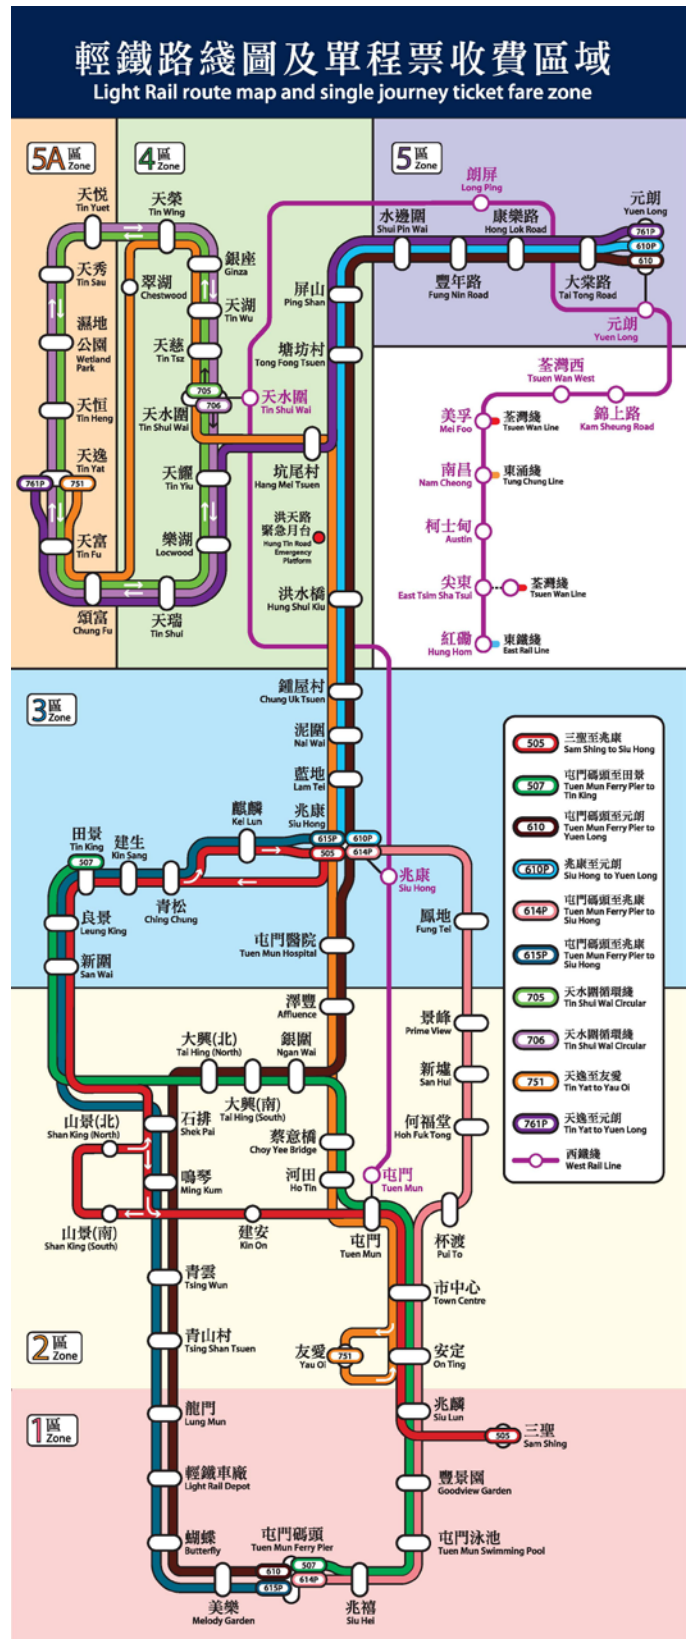 輕鐵路綫圖及單程票收費區域
Light Rail route map and single journey ticket fare zone
5A 區
Zone
4 區
Zone
5 區
Zone
天悦
Tin Yuet
天秀
Tin Sau
濕地
公園
Wetland
Park
天恒
Tin Heng
天逸
Tin Yat
761P
751
天富
Tin Fu
頌富
Chung Fu
天榮
Tin Wing
翠湖
Chestwood
銀座
Ginza
天湖
Tin Wu
天慈
Tin Tsz
705
706
天水圍
Tin Shui Wai
天水圍
Tin Shui Wai
天耀
Tin Yiu
樂湖
Locwood
天瑞
Tin Shui
坑尾村
Hang Mei Tsuen
洪天路
緊急月台
Hung Tin Road
Emergency
Platform
洪水橋
Hung Shui Kiu
屏山
Ping Shan
塘坊村
Tong Fong Tsuen
朗屏
Long Ping
水邊圍
Shui Pin Wai
豐年路
Fung Nin Road
康樂路
Hong Lok Road
大棠路
Tai Tong Road
元朗
Yuen Long
761P
610P
610
元朗
Yuen Long
荃灣西
Tsuen Wan West
錦上路
Kam Sheung Road
美孚
Mei Foo
荃灣綫
Tsuen Wan Line
南昌
Nam Cheong
東涌綫
Tung Chung Line
柯士甸
Austin
尖東
East Tsim Sha Tsui
荃灣綫
Tsuen Wan Line
紅磡
Hung Hom
東鐵綫
East Rail Line
3 區
Zone
鍾屋村
Chung Uk Tsuen
泥圍
Nai Wai
藍地
Lam Tei
兆康
Siu Hong
615P
610P
505
614P
兆康
Siu Hong
麒麟
Kei Lun
田景
Tin King
507
建生
Kin Sang
青松
Ching Chung
良景
Leung King
新圍
San Wai
屯門醫院
Tuen Mun Hospital
鳳地
Fung Tei
505
三聖至兆康
Sam Shing to Siu Hong
507
屯門碼頭至田景
Tuen Mun Ferry Pier to
Tin King
610
屯門碼頭至元朗
Tuen Mun Ferry Pier to
Yuen Long
610P
兆康至元朗
Siu Hong to Yuen Long
614P
屯門碼頭至兆康
Tuen Mun Ferry Pier to
Siu Hong
615P
屯門碼頭至兆康
Tuen Mun Ferry Pier to
Siu Hong
705
天水圍循環綫
Tin Shui Wai Circular
706
天水圍循環綫
Tin Shui Wai Circular
751
天逸至友愛
Tin Yat to Yau Oi
761P
天逸至元朗
Tin Yat to Yuen Long
西鐵綫
West Rail Line
澤豐
Affluence
大興(北)
Tai Hing (North)
銀圍
Ngan Wai
大興(南)
Tai Hing (South)
山景(北)
Shan King (North)
石排
Shek Pai
蔡意橋
Choy Yee Bridge
鳴琴
Ming Kum
河田
Ho Tin
屯門
Tuen Mun
山景(南)
Shan King (South)
建安
Kin On
屯門
Tuen Mun
景峰
Prime View
新墟
San Hui
何福堂
Hoh Fuk Tong
杯渡
Pui To
青雲
Tsing Wun
市中心
Town Centre
青山村
Tsing Shan Tsuen
友愛
Yau Oi
751
安定
On Ting
2 區
Zone
1 區
Zone
龍門
Lung Mun
兆麟
Siu Lun
505
三聖
Sam Shing
輕鐵車廠
Light Rail Depot
豐景園
Goodview Garden
蝴蝶
Butterfly
屯門碼頭
Tuen Mun Ferry Pier
屯門泳池
Tuen Mun Swimming Pool
610
507
615P
614P
美樂
Melody Garden
兆禧
Siu Hei